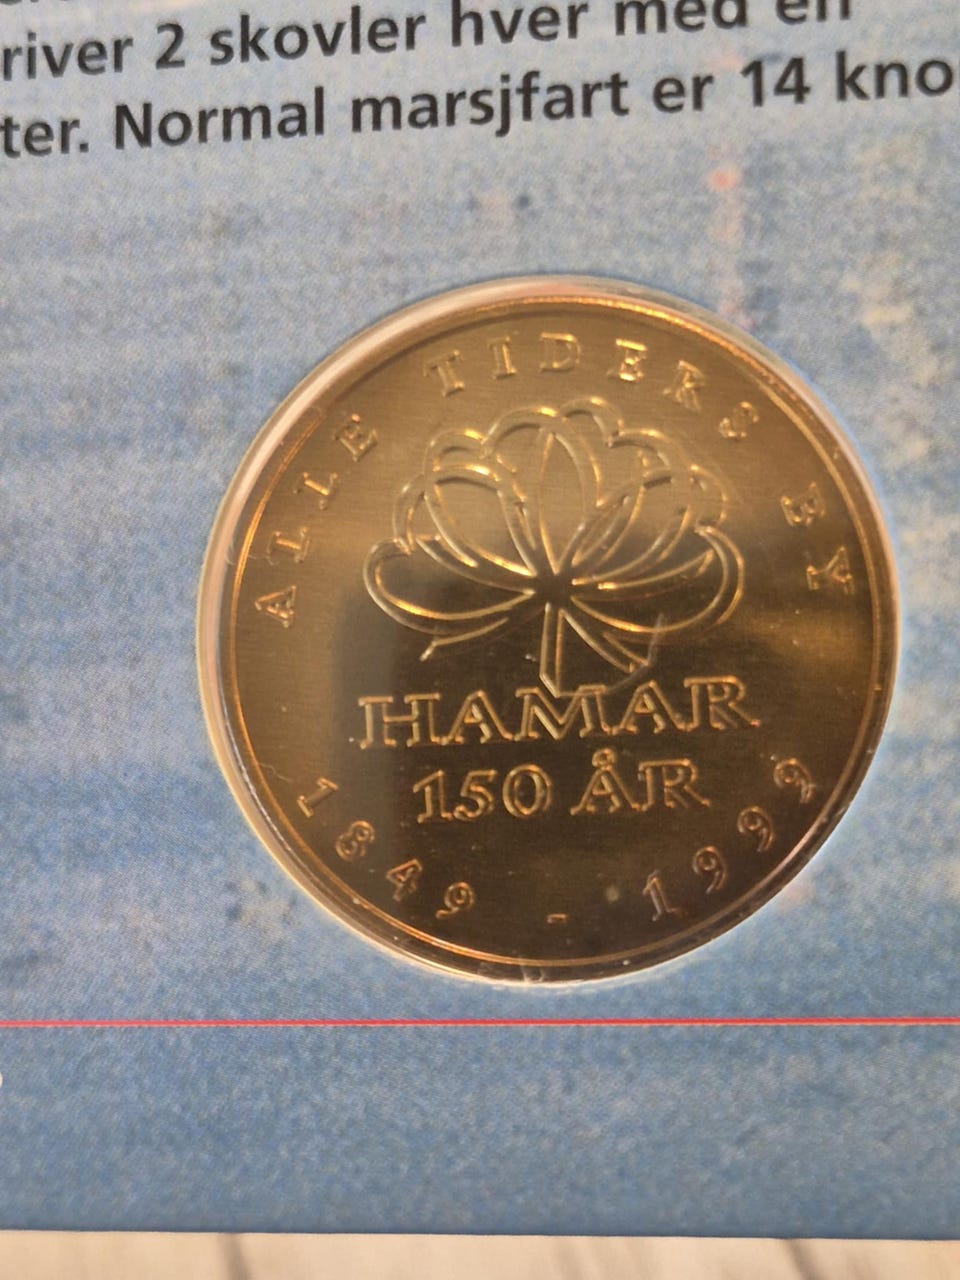 river 2 skovler hver med en
ter. Normal marsjfart er 14 kno
ALLE TIDERS BY
HAMAR
150 ÅR
1849 - 1999